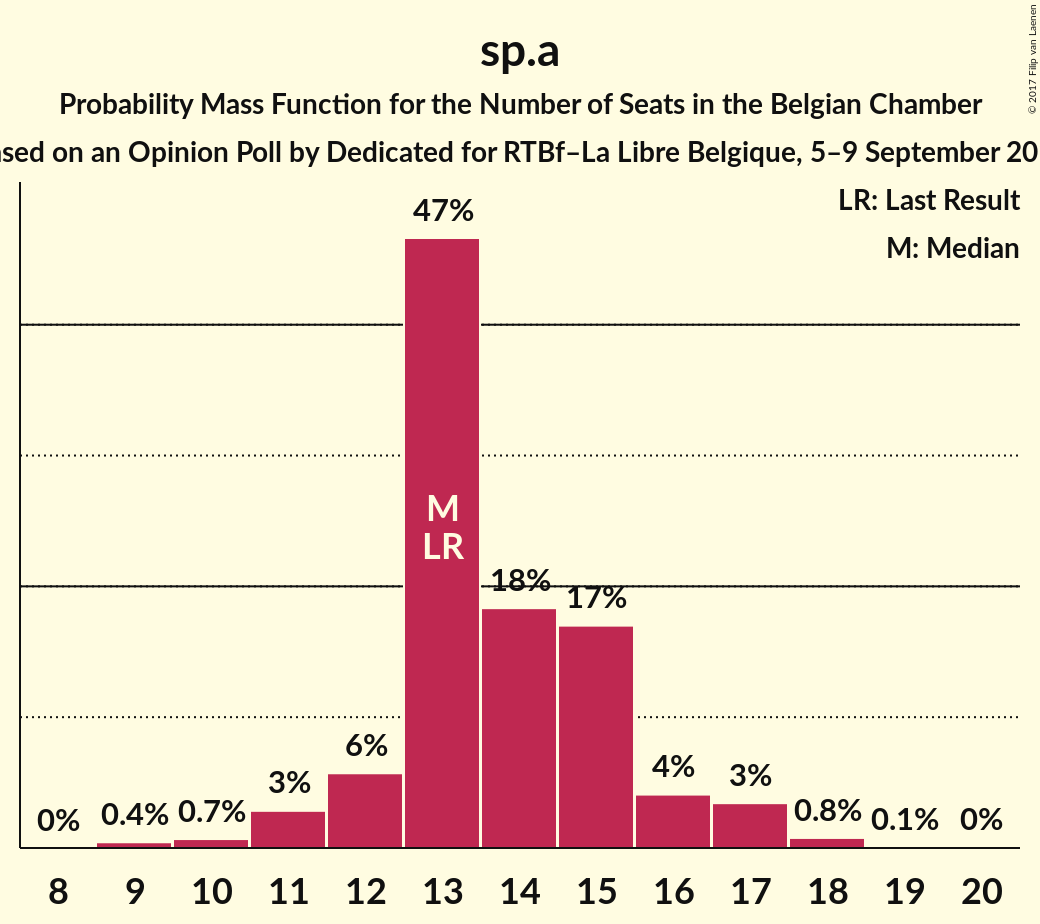 sp.a
Probability Mass Function for the Number of Seats in the Belgian Chamber
on an Opinion Poll by Dedicated for RTBf–La Libre Belgique, 5–9 September
© 2017 Filip van Laenen
LR: Last Result
M: Median
47%
M
LR
18%
17%
6%
4%
3%
3%
0%
0.4%
0.7%
0.8%
0.1%
0%
8 9 10 11 12 13 14 15 16 17 18 19 20